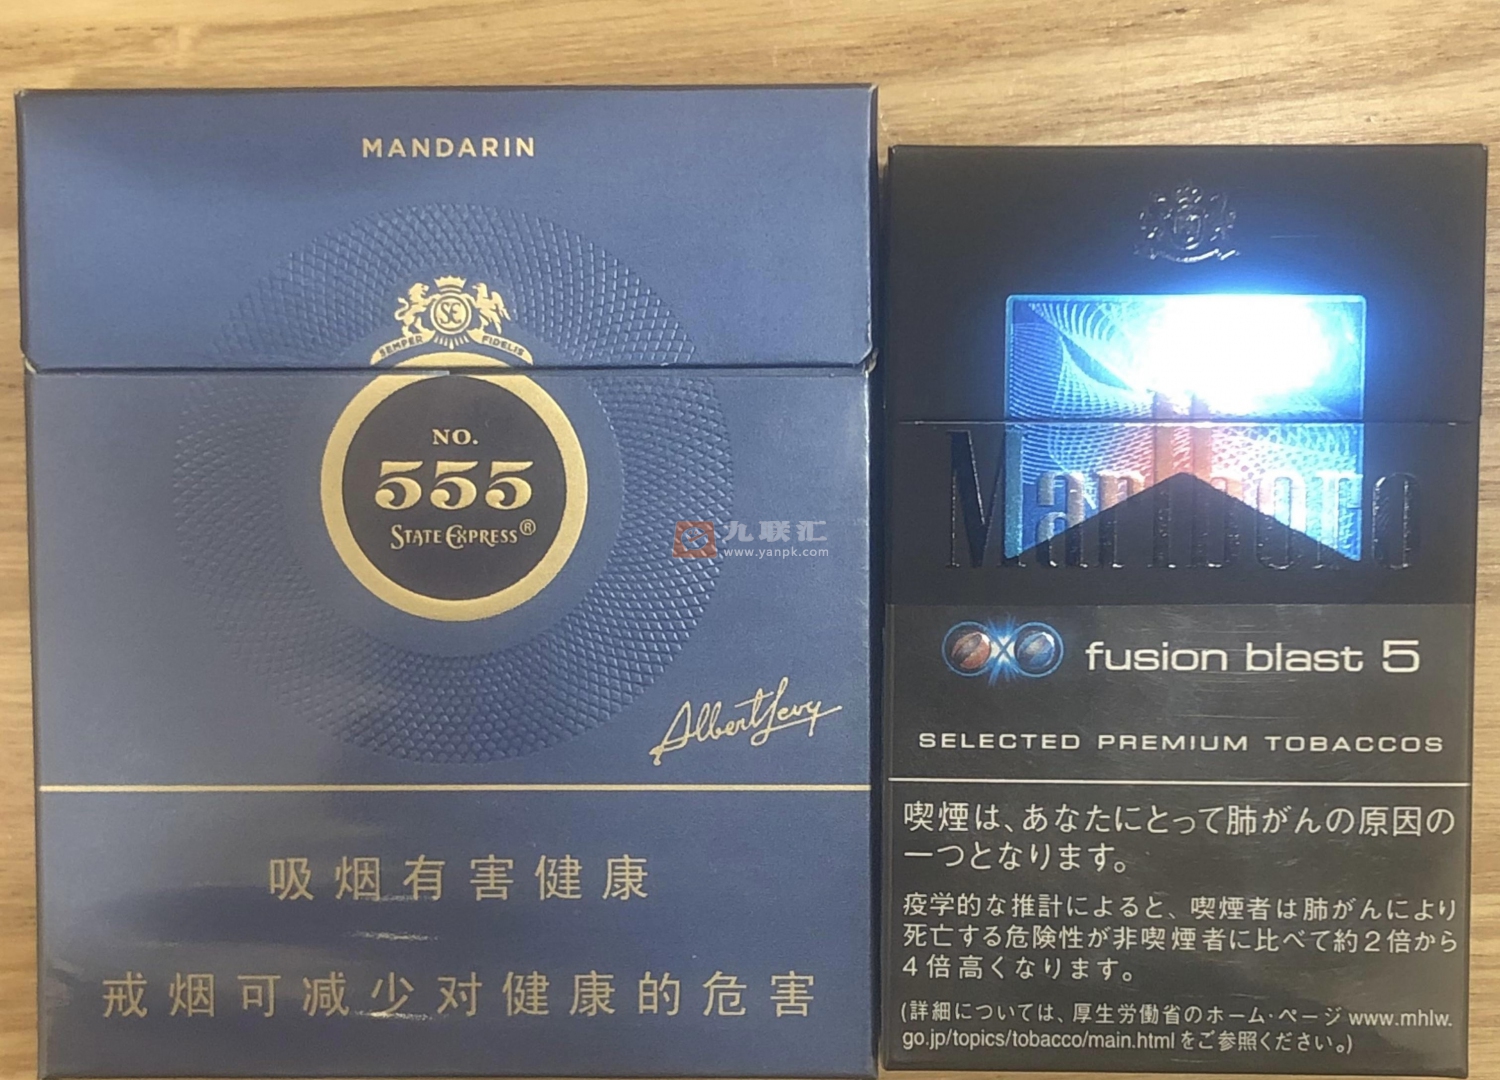 MANDARIN
SE
SEMPER FIDELIS
NO.
555
STATE EXPRESS®
Albert Levy
吸烟有害健康
戒烟可减少对健康的危害
九联汇
www.yanpk.com
Marlboro
fusion blast 5
SELECTED PREMIUM TOBACCOS
喫煙は、あなたにとって肺がんの原因の
一つとなります。
疫学的な推計によると、喫煙者は肺がんにより
死亡する危険性が非喫煙者に比べて約2倍から
4倍高くなります。
(詳細については、厚生労働省のホーム・ページ www.mhlw.
go.jp/topics/tobacco/main.html をご参照ください。)